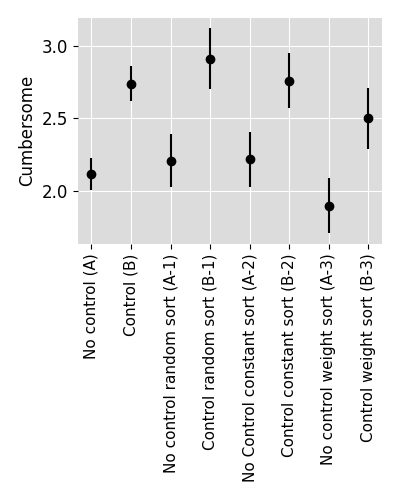 Cumbersome
3.0
2.5
2.0
No control (A)
Control (B)
No control random sort (A-1)
Control random sort (B-1)
No Control constant sort (A-2)
Control constant sort (B-2)
No control weight sort (A-3)
Control weight sort (B-3)